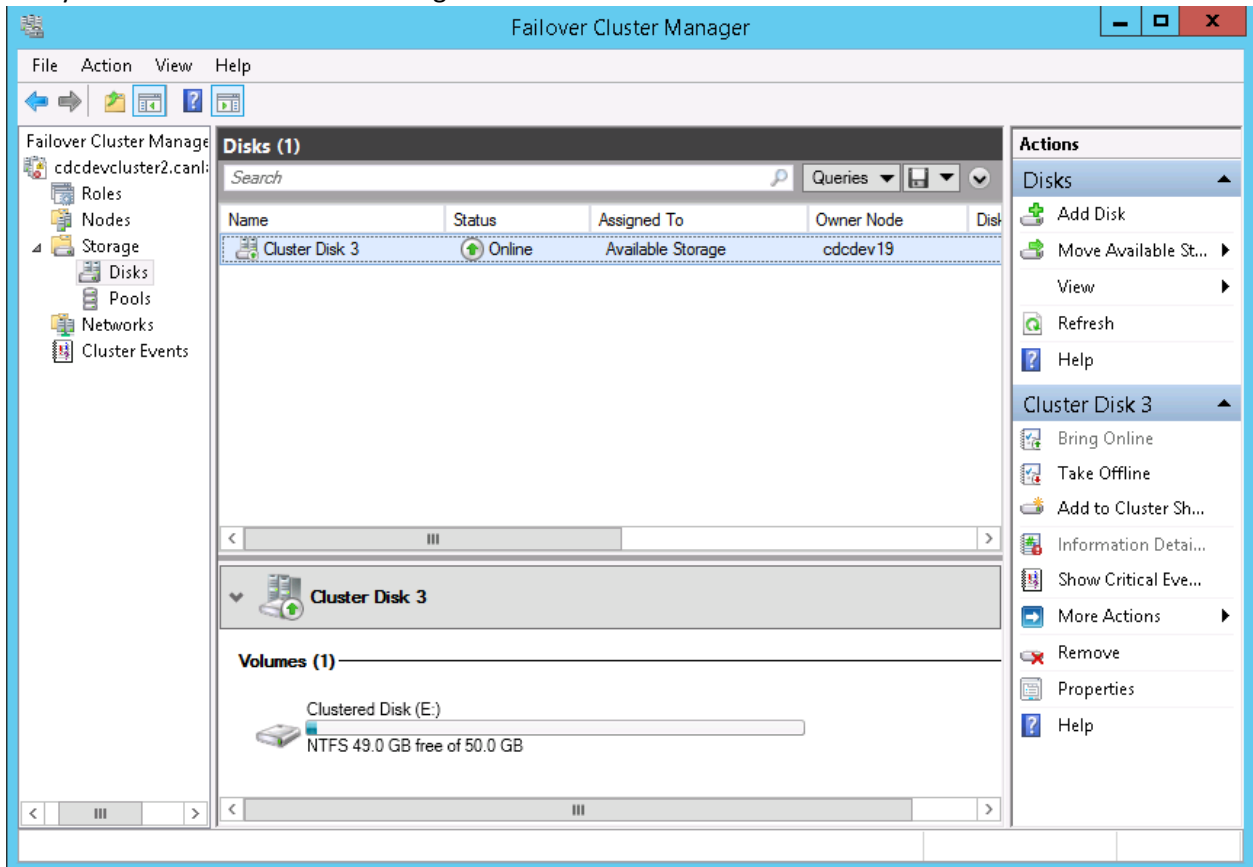 Failover Cluster Manager
File Action View Help
Failover Cluster Manage
cdcdevcluster2.canl
Roles
Nodes
Storage
Disks
Pools
Networks
Cluster Events
Disks (1)
Search
Queries
Name Status Assigned To Owner Node Disk
Cluster Disk 3 Online Available Storage cdcdev19
Cluster Disk 3
Volumes (1)
Clustered Disk (E:)
NTFS 49.0 GB free of 50.0 GB
Actions
Disks
Add Disk
Move Available St...
View
Refresh
Help
Cluster Disk 3
Bring Online
Take Offline
Add to Cluster Sh...
Information Detai...
Show Critical Eve...
More Actions
Remove
Properties
Help